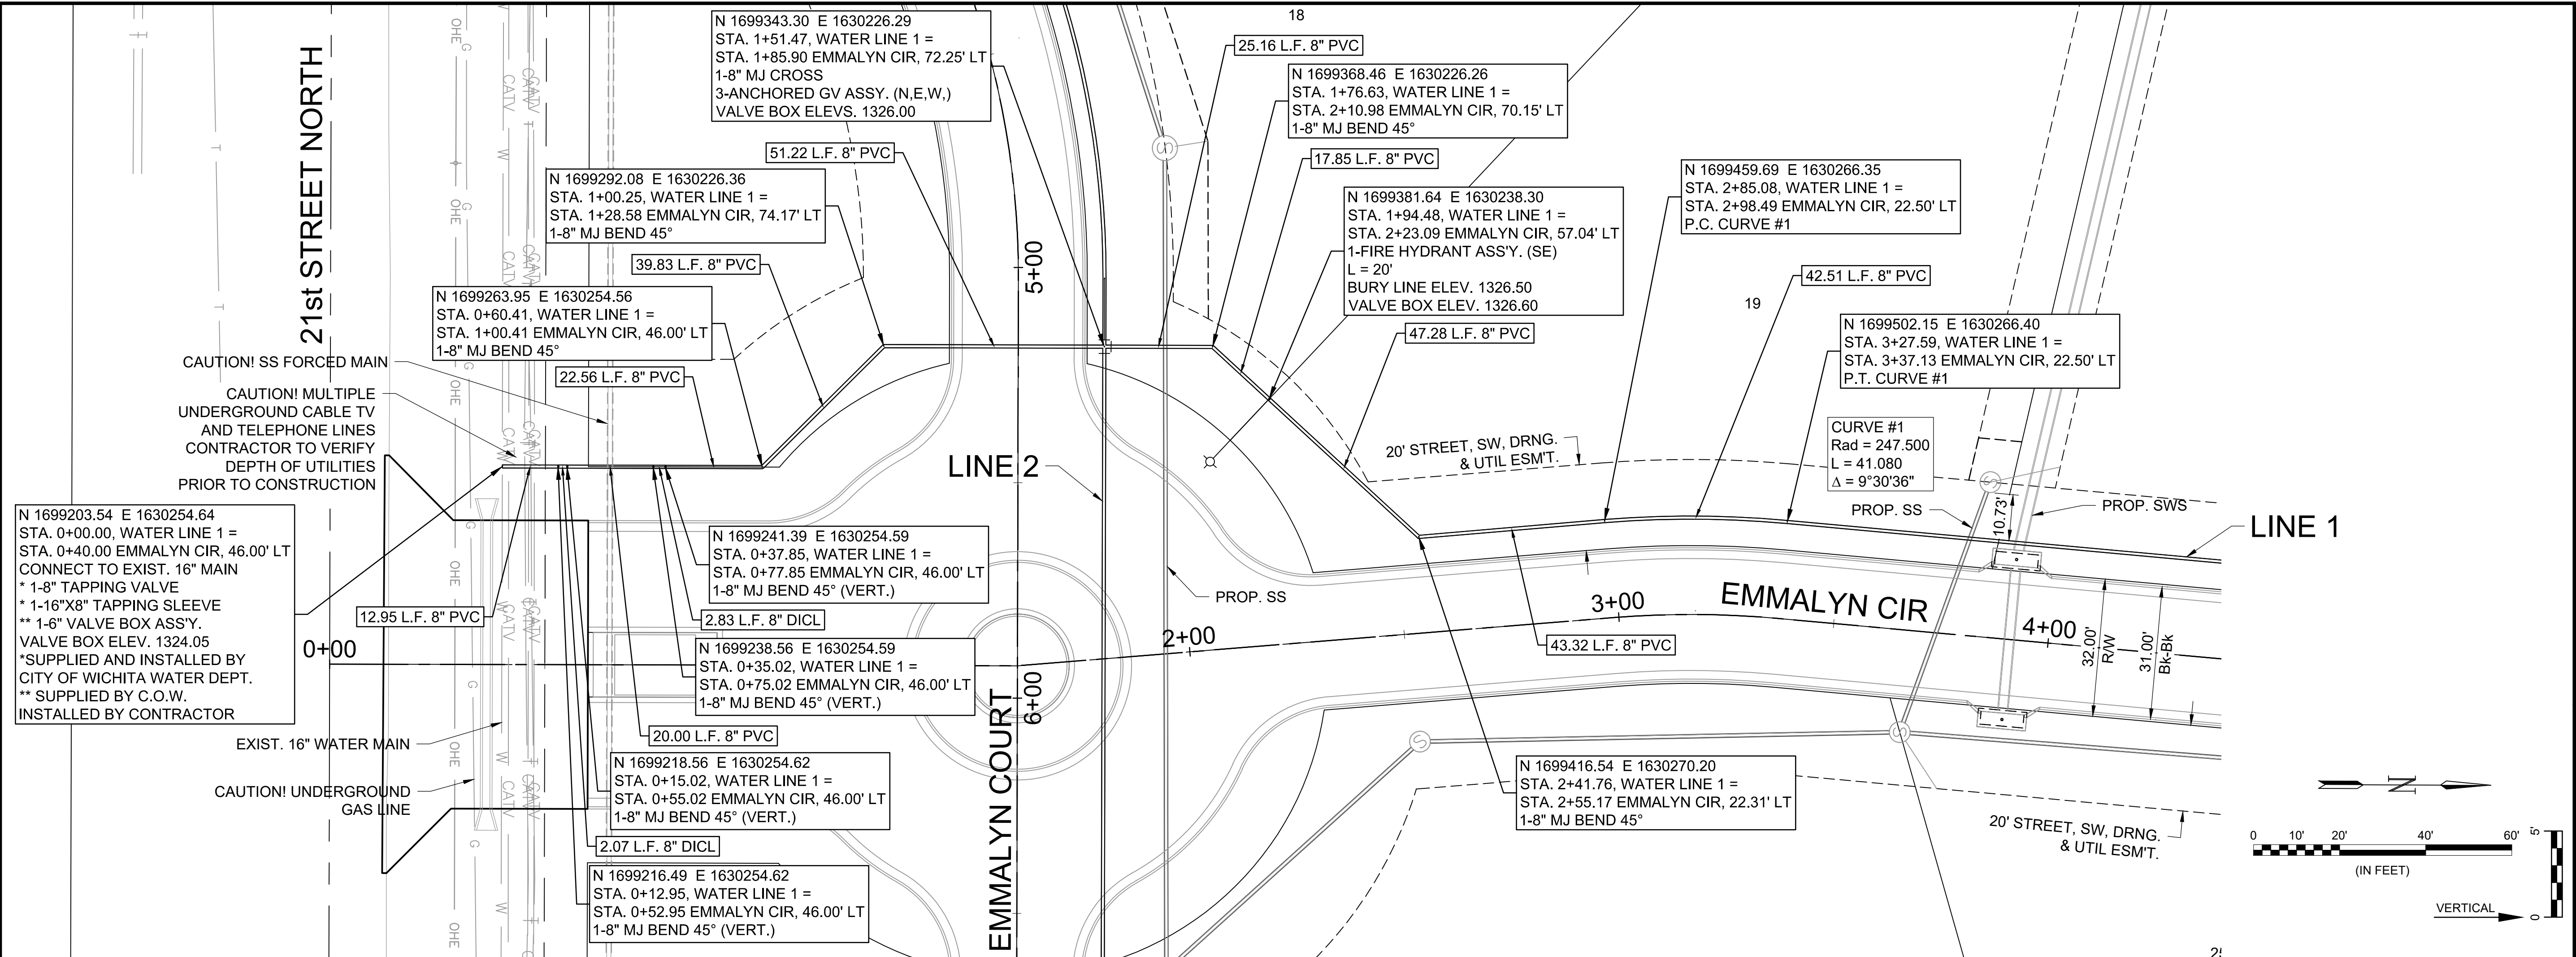 18
21st STREET NORTH
N 1699343.30 E 1630226.29
STA. 1+51.47, WATER LINE 1 =
STA. 1+85.90 EMMALYN CIR, 72.25' LT
1-8" MJ CROSS
3-ANCHORED GV ASSY. (N,E,W,)
VALVE BOX ELEVS. 1326.00
25.16 L.F. 8" PVC
N 1699368.46 E 1630226.26
STA. 1+76.63, WATER LINE 1 =
STA. 2+10.98 EMMALYN CIR, 70.15' LT
1-8" MJ BEND 45°
51.22 L.F. 8" PVC
17.85 L.F. 8" PVC
N 1699292.08 E 1630226.36
STA. 1+00.25, WATER LINE 1 =
STA. 1+28.58 EMMALYN CIR, 74.17' LT
1-8" MJ BEND 45°
N 1699381.64 E 1630238.30
STA. 1+94.48, WATER LINE 1 =
STA. 2+23.09 EMMALYN CIR, 57.04' LT
1-FIRE HYDRANT ASS'Y. (SE)
L = 20'
BURY LINE ELEV. 1326.50
VALVE BOX ELEV. 1326.60
N 1699459.69 E 1630266.35
STA. 2+85.08, WATER LINE 1 =
STA. 2+98.49 EMMALYN CIR, 22.50' LT
P.C. CURVE #1
39.83 L.F. 8" PVC
5+00
42.51 L.F. 8" PVC
19
N 1699263.95 E 1630254.56
STA. 0+60.41, WATER LINE 1 =
STA. 1+00.41 EMMALYN CIR, 46.00' LT
1-8" MJ BEND 45°
47.28 L.F. 8" PVC
N 1699502.15 E 1630266.40
STA. 3+27.59, WATER LINE 1 =
STA. 3+37.13 EMMALYN CIR, 22.50' LT
P.T. CURVE #1
CAUTION! SS FORCED MAIN
22.56 L.F. 8" PVC
CAUTION! MULTIPLE
UNDERGROUND CABLE TV
AND TELEPHONE LINES
CONTRACTOR TO VERIFY
DEPTH OF UTILITIES
PRIOR TO CONSTRUCTION
CURVE #1
Rad = 247.500
L = 41.080
Δ = 9°30'36"
20' STREET, SW, DRNG.
& UTIL ESM'T.
LINE 2
PROP. SS
10.73'
PROP. SWS
LINE 1
N 1699203.54 E 1630254.64
STA. 0+00.00, WATER LINE 1 =
STA. 0+40.00 EMMALYN CIR, 46.00' LT
CONNECT TO EXIST. 16" MAIN
* 1-8" TAPPING VALVE
* 1-16"X8" TAPPING SLEEVE
** 1-6" VALVE BOX ASS'Y.
VALVE BOX ELEV. 1324.05
*SUPPLIED AND INSTALLED BY
CITY OF WICHITA WATER DEPT.
** SUPPLIED BY C.O.W.
INSTALLED BY CONTRACTOR
12.95 L.F. 8" PVC
N 1699241.39 E 1630254.59
STA. 0+37.85, WATER LINE 1 =
STA. 0+77.85 EMMALYN CIR, 46.00' LT
1-8" MJ BEND 45° (VERT.)
2.83 L.F. 8" DICL
PROP. SS
0+00
2+00
3+00
EMMALYN CIR
4+00
32.00'
R/W
31.00'
Bk-Bk
43.32 L.F. 8" PVC
N 1699238.56 E 1630254.59
STA. 0+35.02, WATER LINE 1 =
STA. 0+75.02 EMMALYN CIR, 46.00' LT
1-8" MJ BEND 45° (VERT.)
6+00
EMMALYN COURT
20.00 L.F. 8" PVC
EXIST. 16" WATER MAIN
N 1699218.56 E 1630254.62
STA. 0+15.02, WATER LINE 1 =
STA. 0+55.02 EMMALYN CIR, 46.00' LT
1-8" MJ BEND 45° (VERT.)
CAUTION! UNDERGROUND
GAS LINE
N 1699416.54 E 1630270.20
STA. 2+41.76, WATER LINE 1 =
STA. 2+55.17 EMMALYN CIR, 22.31' LT
1-8" MJ BEND 45°
2.07 L.F. 8" DICL
20' STREET, SW, DRNG.
& UTIL ESM'T.
N 1699216.49 E 1630254.62
STA. 0+12.95, WATER LINE 1 =
STA. 0+52.95 EMMALYN CIR, 46.00' LT
1-8" MJ BEND 45° (VERT.)
N
0 10' 20' 40' 60'
(IN FEET)
5'
0
VERTICAL
OHE
G
CATV
W
T
S